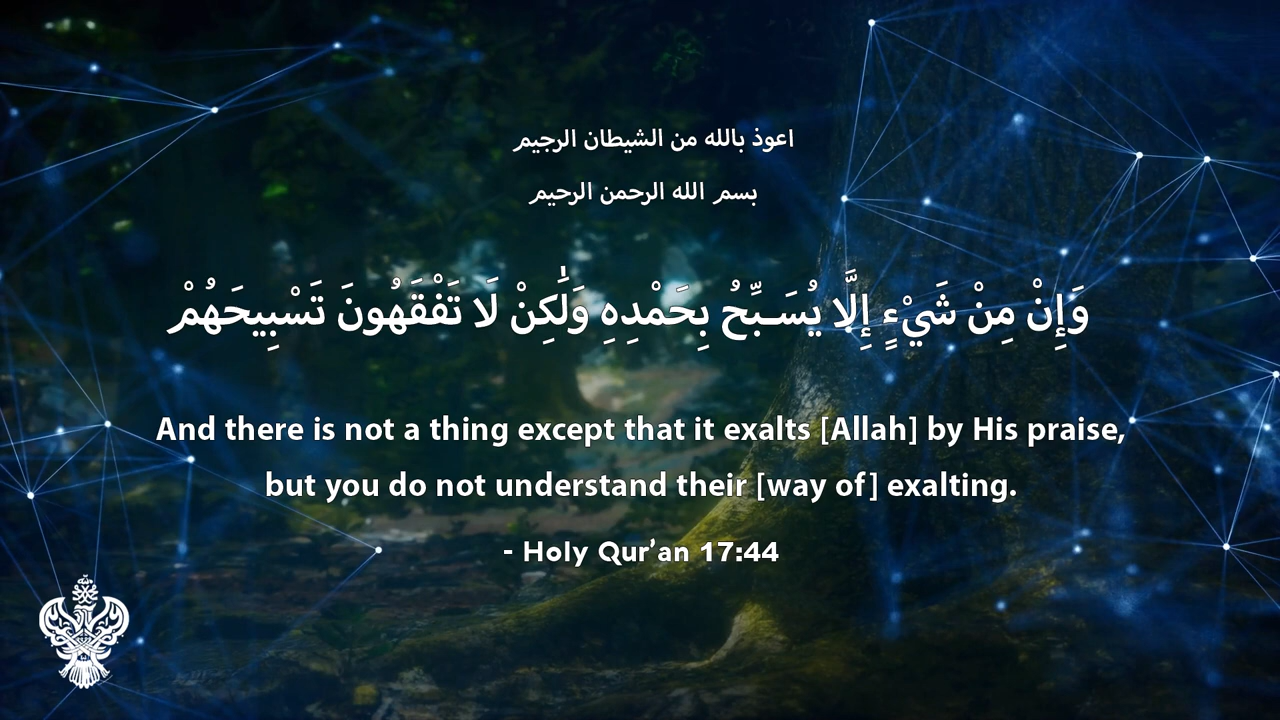 اعوذ بالله من الشيطان الرجيم
بسم الله الرحمن الرحيم
وَإِنْ مِنْ شَيْءٍ إِلَّا يُسَـبِّحُ بِحَمْدِهِ وَلَٰكِنْ لَا تَفْقَهُونَ تَسْبِيحَهُمْ
And there is not a thing except that it exalts [Allah] by His praise,
but you do not understand their [way of] exalting.
- Holy Qur’an 17:44